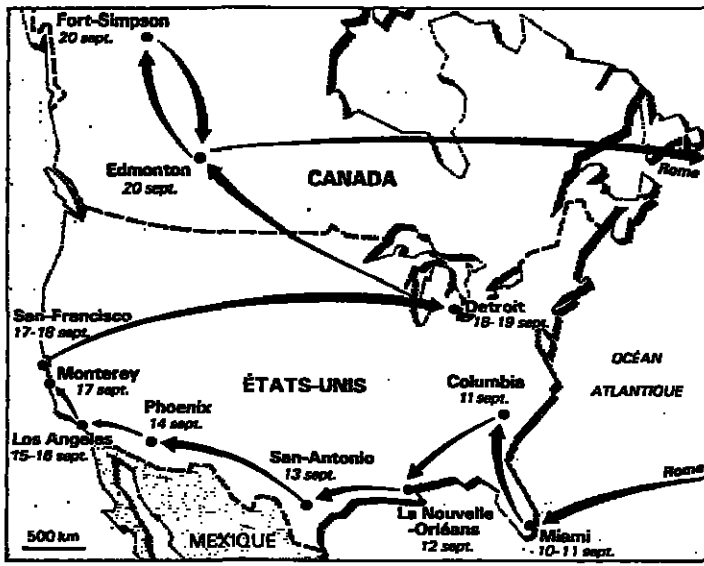 Fort-Simpson
20 sept.
Edmonton
20 sept.
CANADA
Rome
San-Francisco
17-18 sept.
Detroit
18-19 sept.
Monterey
17 sept.
ÉTATS-UNIS
Columbia
11 sept.
OCÉAN
ATLANTIQUE
Phoenix
14 sept.
Los Angeles
15-16 sept.
San-Antonio
13 sept.
Rome
La Nouvelle
-Orléans
12 sept.
Miami
10-11 sept.
500 km
MEXIQUE